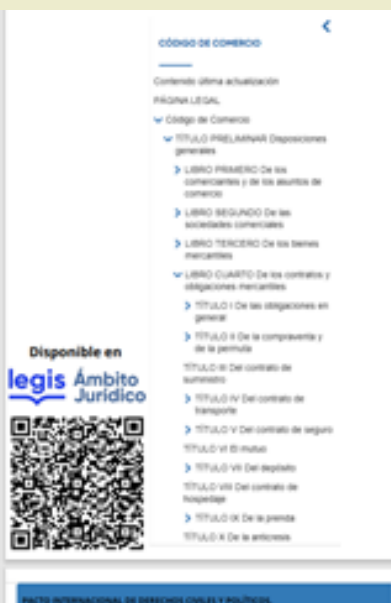 CÓDIGO DE COMERCIO
Contenido última actualización
PÁGINA LEGAL
Código de Comercio
TÍTULO PRELIMINAR Disposiciones
generales
LIBRO PRIMERO De los
comerciantes y de los asuntos de
comercio
LIBRO SEGUNDO De las
sociedades comerciales
LIBRO TERCERO De los bienes
mercantiles
LIBRO CUARTO De los contratos y
obligaciones mercantiles
TÍTULO I De las obligaciones en
general
TÍTULO II De la compraventa y
de la permuta
TÍTULO III Del contrato de
suministro
TÍTULO IV Del contrato de
transporte
TÍTULO V Del contrato de seguro
TÍTULO VI El mutuo
TÍTULO VII Del depósito
TÍTULO VIII Del contrato de
hospedaje
TÍTULO IX De la prenda
TÍTULO X De la anticresis
Disponible en
legis Ámbito
Jurídico
PACTO INTERNACIONAL DE DERECHOS CIVILES Y POLÍTICOS.